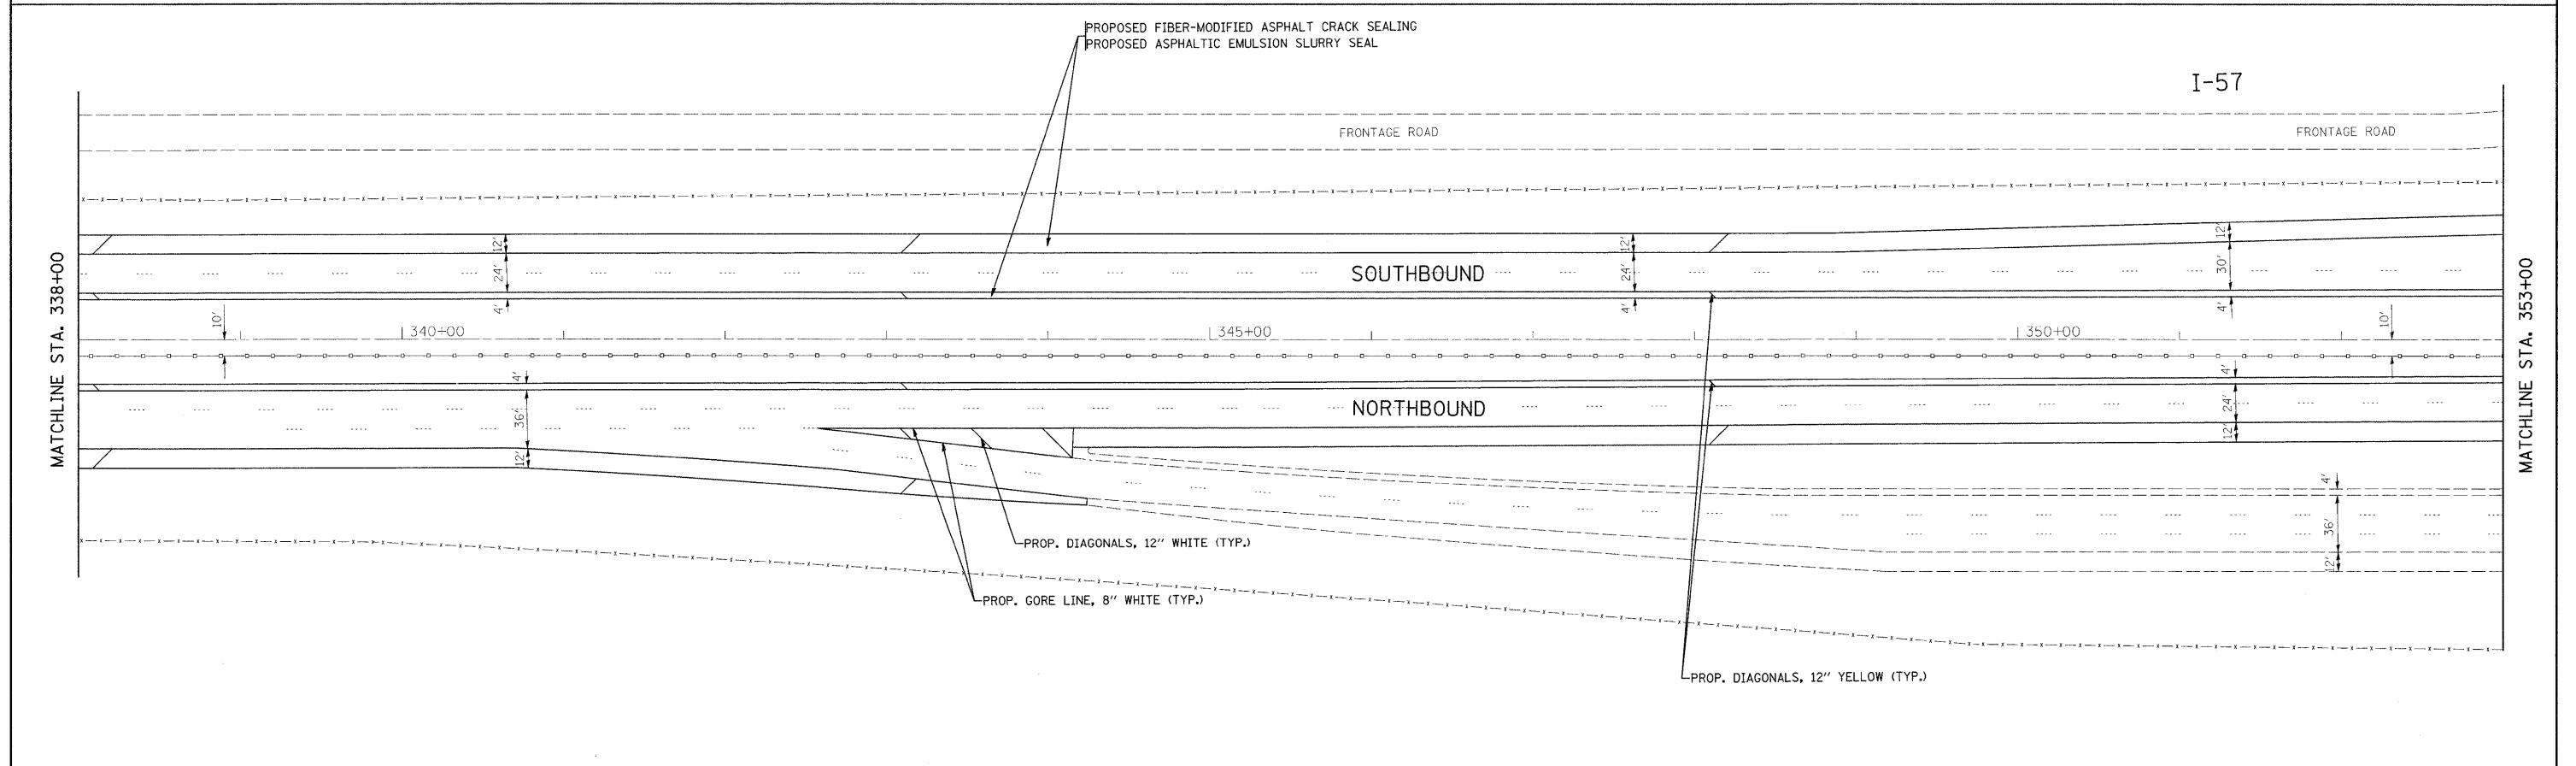 PROPOSED FIBER-MODIFIED ASPHALT CRACK SEALING
PROPOSED ASPHALTIC EMULSION SLURRY SEAL
I-57
FRONTAGE ROAD
FRONTAGE ROAD
MATCHLINE STA. 338+00
MATCHLINE STA. 353+00
12'
12'
12'
24'
SOUTHBOUND
24'
30'
4'
4'
4'
10'
340+00
345+00
350+00
10'
4'
4'
36'
NORTHBOUND
24'
12'
12'
4'
36'
12'
PROP. DIAGONALS, 12" WHITE (TYP.)
PROP. GORE LINE, 8" WHITE (TYP.)
PROP. DIAGONALS, 12" YELLOW (TYP.)